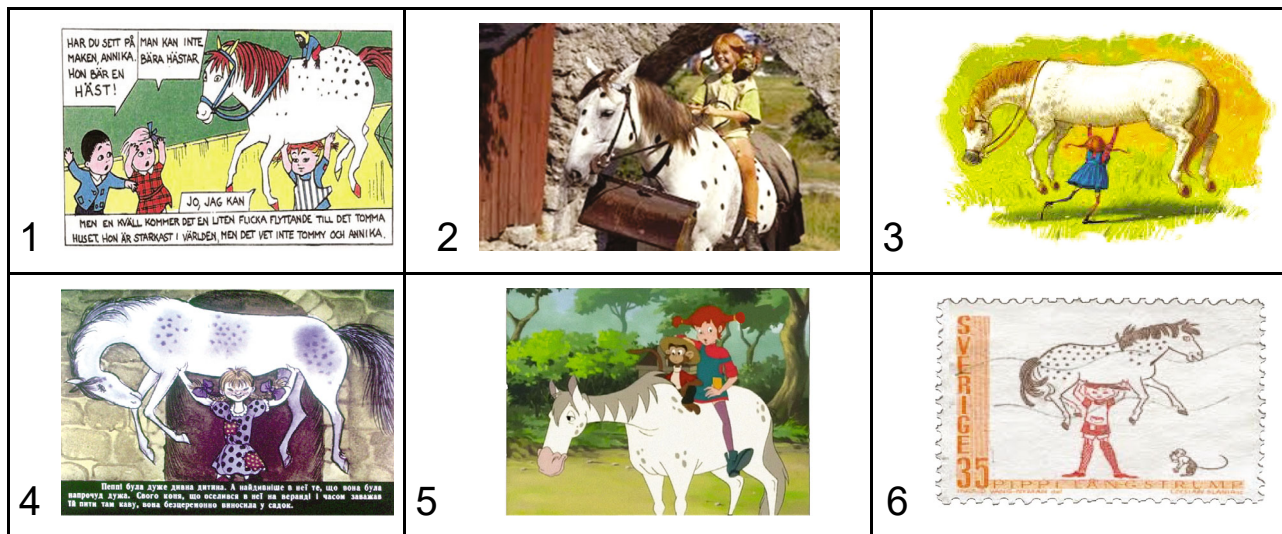 HAR DU SETT PÅ
MAKEN, ANNIKA.
HON BÄR EN
HÄST!
MAN KAN INTE
BÄRA HÄSTAR
JO, JAG KAN
MEN EN KVÄLL KOMMER DET EN LITEN FLICKA FLYTTANDE TILL DET TOMMA
HUSET. HON ÄR STARKAST I VÄRLDEN, MEN DET VET INTE TOMMY OCH ANNIKA.
1
2
3
Пеппі була дуже дивна дитина. А найдивніше в неї те, що вона була
напрочуд дужа. Свого коня, що оселився в неї на веранді і часом заважав
їй пити там каву, вона безцеремонно виносила у садок.
4
5
SVERIGE
35
PIPPI LÅNGSTRUMP
6